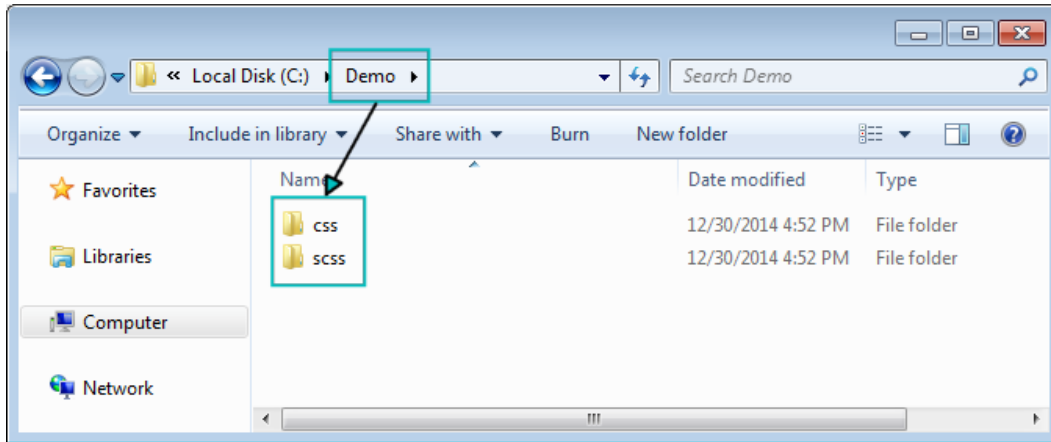 « Local Disk (C:) Demo Search Demo
Organize Include in library Share with Burn New folder
Favorites
Libraries
Computer
Network
Name Date modified Type
css 12/30/2014 4:52 PM File folder
scss 12/30/2014 4:52 PM File folder